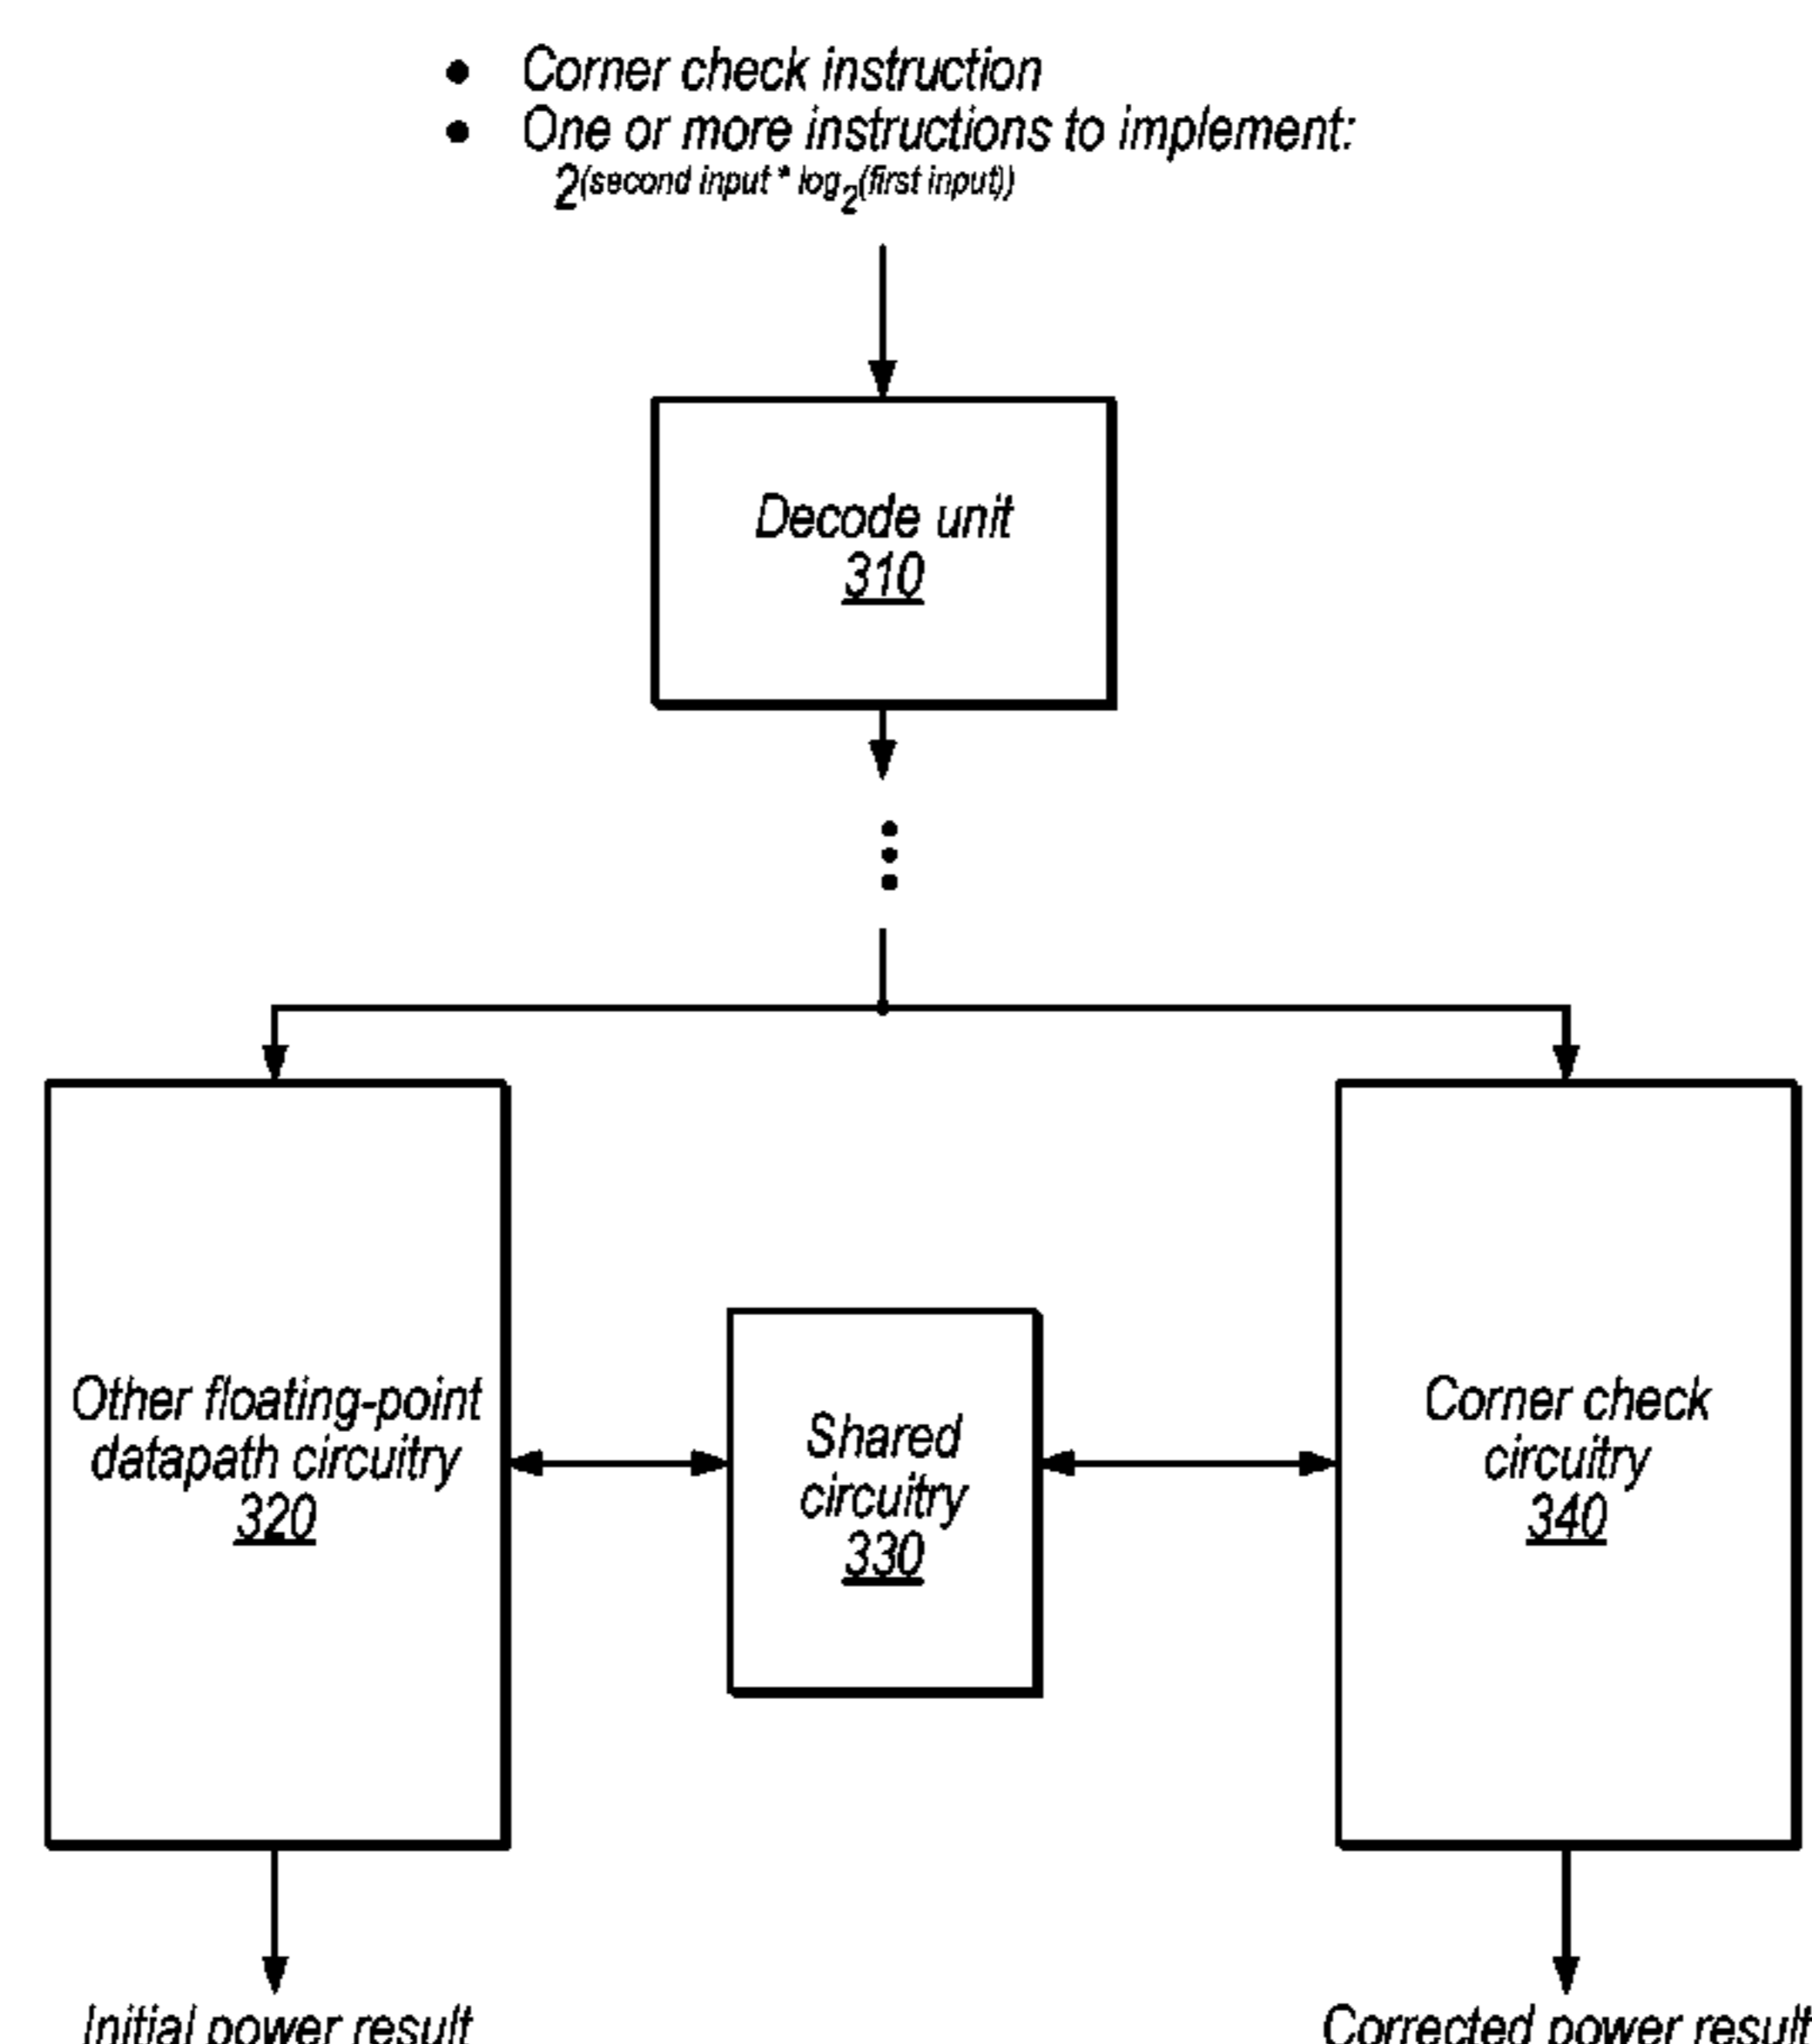 • Corner check instruction
• One or more instructions to implement:
2(second input * log2(first input))
Decode unit
310
Other floating-point
datapath circuitry
320
Shared
circuitry
330
Corner check
circuitry
340
Initial power result
Corrected power result